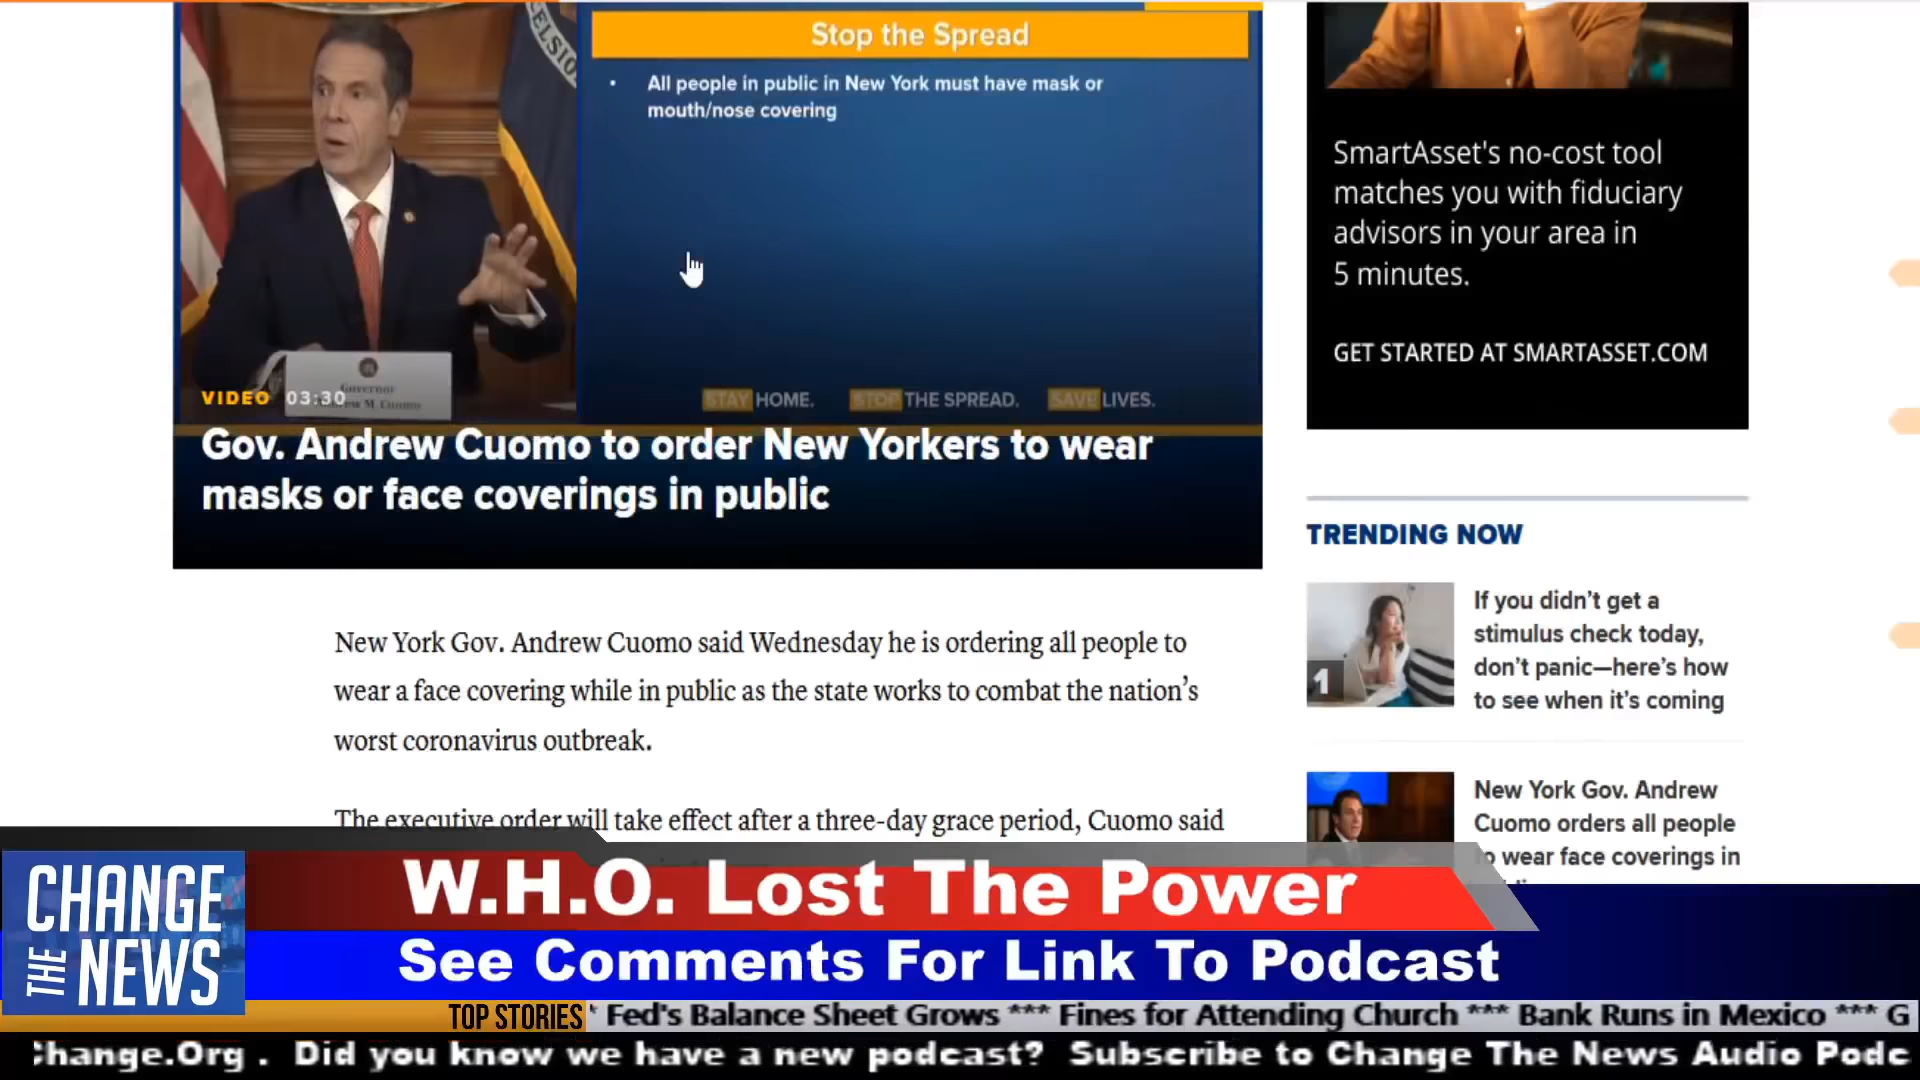 ELSIO
Stop the Spread
• All people in public in New York must have mask or
mouth/nose covering
Governor
Andrew M. Cuomo
VIDEO 03:30
STAY HOME. STOP THE SPREAD. SAVE LIVES.
Gov. Andrew Cuomo to order New Yorkers to wear
masks or face coverings in public
New York Gov. Andrew Cuomo said Wednesday he is ordering all people to
wear a face covering while in public as the state works to combat the nation's
worst coronavirus outbreak.
The executive order will take effect after a three-day grace period, Cuomo said
SmartAsset's no-cost tool
matches you with fiduciary
advisors in your area in
5 minutes.
GET STARTED AT SMARTASSET.COM
TRENDING NOW
1
If you didn't get a
stimulus check today,
don't panic—here's how
to see when it's coming
New York Gov. Andrew
Cuomo orders all people
to wear face coverings in
CHANGE
THE NEWS
W.H.O. Lost The Power
See Comments For Link To Podcast
TOP STORIES * Fed's Balance Sheet Grows *** Fines for Attending Church *** Bank Runs in Mexico *** G
Change.Org . Did you know we have a new podcast? Subscribe to Change The News Audio Podc